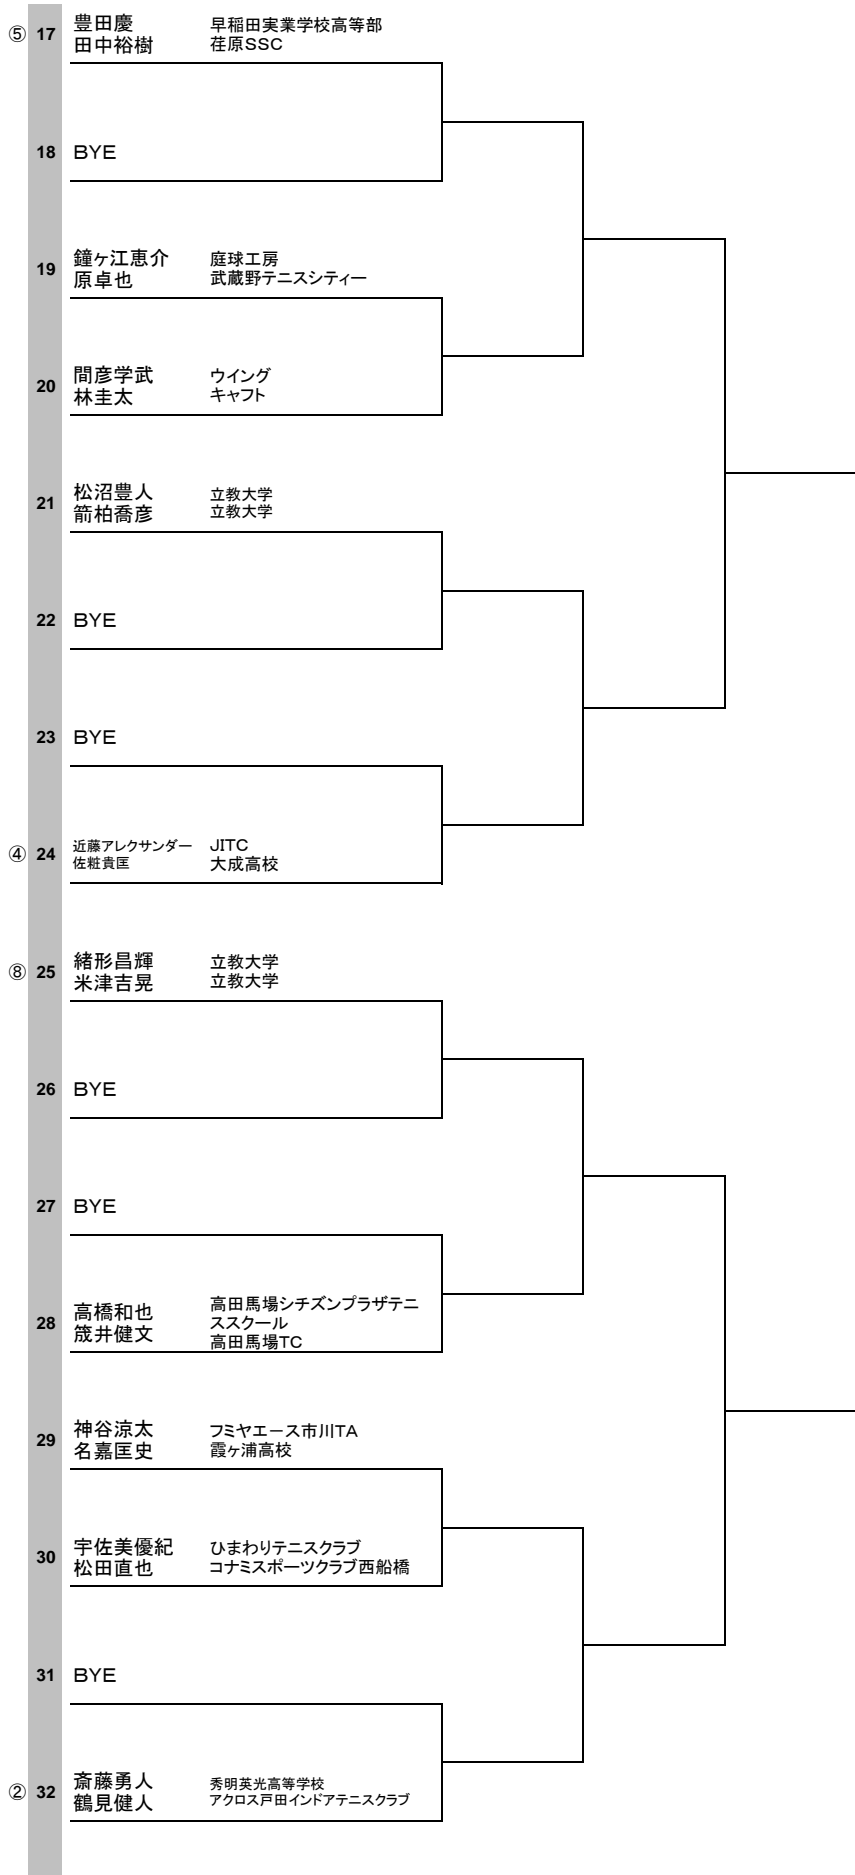 ⑤ 17 豊田慶 早稲田実業学校高等部
田中裕樹 荏原SSC
18 BYE
19 鐘ヶ江恵介 庭球工房
原卓也 武蔵野テニスシティー
20 間彦学武 ウイング
林圭太 キャフト
21 松沼豊人 立教大学
箭柏喬彦 立教大学
22 BYE
23 BYE
④ 24 近藤アレクサンダー JITC
佐粧貴匡 大成高校
⑧ 25 緒形昌輝 立教大学
米津吉晃 立教大学
26 BYE
27 BYE
28 高橋和也 高田馬場シチズンプラザテニ
ススクール
筬井健文 高田馬場TC
29 神谷涼太 フミヤエース市川TA
名嘉匡史 霞ヶ浦高校
30 宇佐美優紀 ひまわりテニスクラブ
松田直也 コナミスポーツクラブ西船橋
31 BYE
② 32 斎藤勇人 秀明英光高等学校
鶴見健人 アクロス戸田インドアテニスクラブ